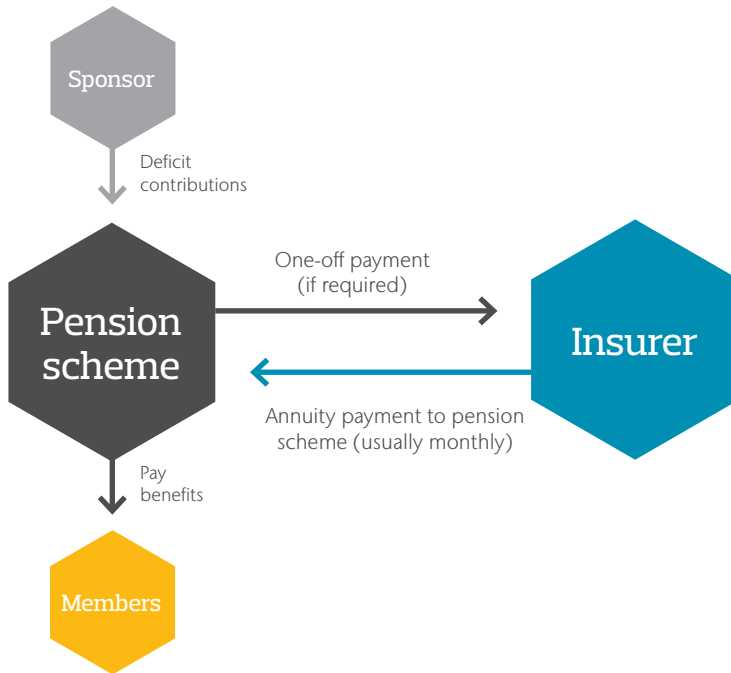 Sponsor
Deficit
contributions
One-off payment
(if required)
Pension
scheme
Insurer
Annuity payment to pension
scheme (usually monthly)
Pay
benefits
Members